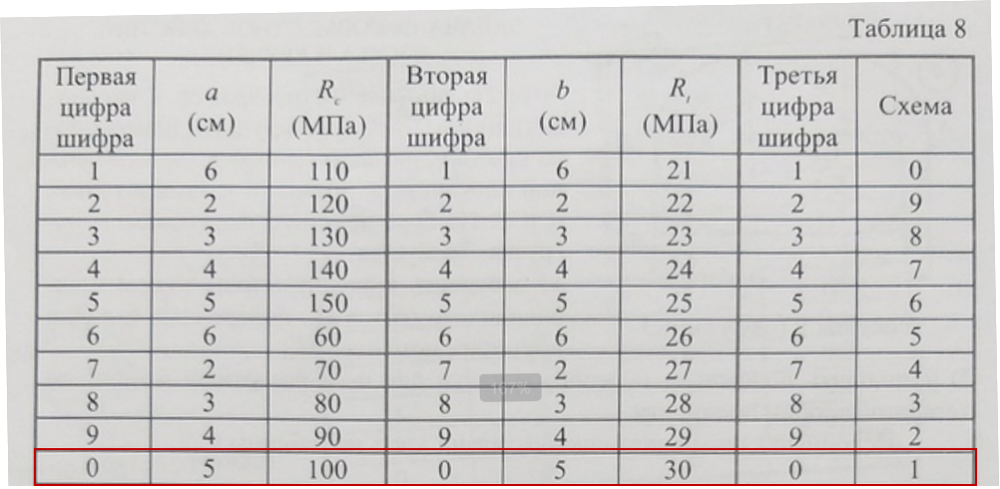 Таблица 8
Первая цифра шифра a (см) R_c (МПа) Вторая цифра шифра b (см) R_t (МПа) Третья цифра шифра Схема
1 6 110 1 6 21 1 0
2 2 120 2 2 22 2 9
3 3 130 3 3 23 3 8
4 4 140 4 4 24 4 7
5 5 150 5 5 25 5 6
6 6 60 6 6 26 6 5
7 2 70 7 2 27 7 4
8 3 80 8 3 28 8 3
9 4 90 9 4 29 9 2
0 5 100 0 5 30 0 1
167%